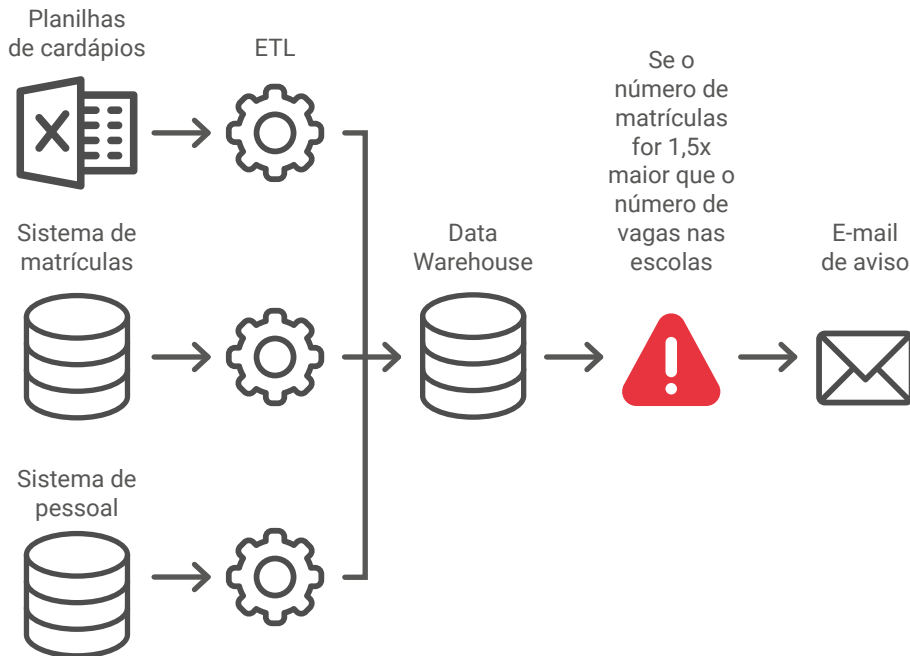 Planilhas
de cardápios
ETL
Se o
número de
matrículas
for 1,5x
maior que o
número de
vagas nas
escolas
X
Sistema de
matrículas
Data
Warehouse
E-mail
de aviso
Sistema de
pessoal